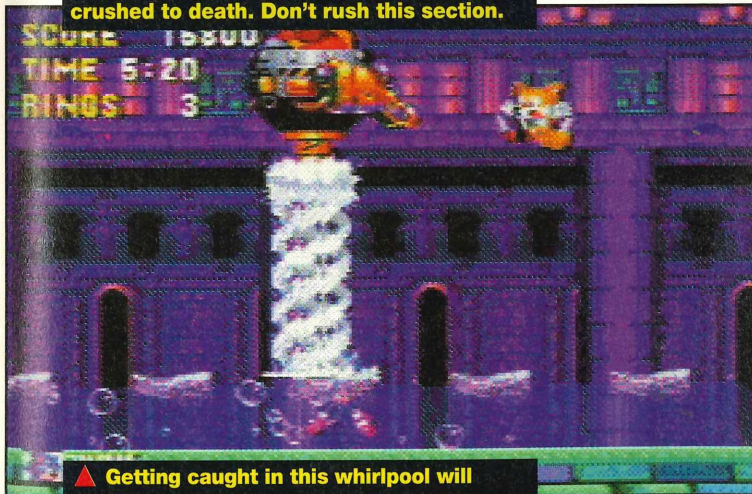 crushed to death. Don't rush this section.
SCORE 16800
TIME 5:20
RINGS 3
Getting caught in this whirlpool will